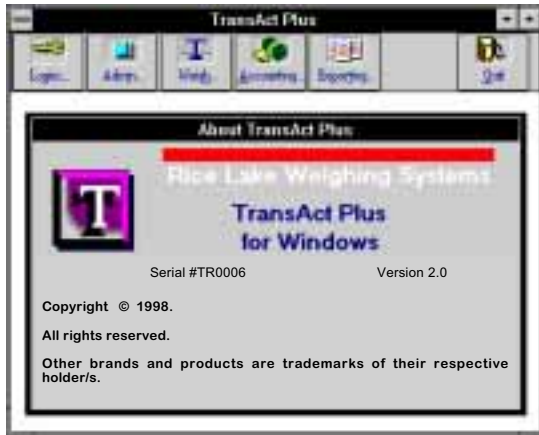 TransAct Plus
Login... Admin. Weigh. Accounting. Reporting. Quit
About TransAct Plus
Rice Lake Weighing Systems
TransAct Plus
for Windows
Serial #TR0006 Version 2.0
Copyright © 1998.
All rights reserved.
Other brands and products are trademarks of their respective
holder/s.